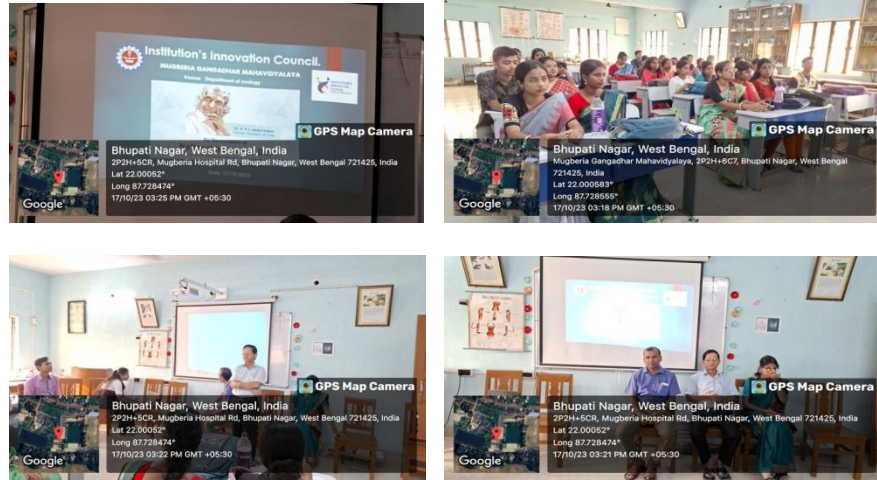 Institution's Innovation Council.
MUGBERIA GANGADHAR MAHAVIDYALAYA
Venue: Department of zoology
GPS Map Camera
Bhupati Nagar, West Bengal, India
2P2H+5CR, Mugberia Hospital Rd, Bhupati Nagar, West Bengal 721425, India
Lat 22.00052°
Long 87.728474°
17/10/23 03:25 PM GMT +05:30
Google
GPS Map Camera
Bhupati Nagar, West Bengal, India
Mugberia Gangadhar Mahavidyalaya, 2P2H+6C7, Bhupati Nagar, West Bengal
721425, India
Lat 22.000583°
Long 87.728555°
17/10/23 03:18 PM GMT +05:30
Google
GPS Map Camera
Bhupati Nagar, West Bengal, India
2P2H+5CR, Mugberia Hospital Rd, Bhupati Nagar, West Bengal 721425, India
Lat 22.00052°
Long 87.728474°
17/10/23 03:22 PM GMT +05:30
Google
GPS Map Camera
Bhupati Nagar, West Bengal, India
2P2H+5CR, Mugberia Hospital Rd, Bhupati Nagar, West Bengal 721425, India
Lat 22.00052°
Long 87.728474°
17/10/23 03:21 PM GMT +05:30
Google